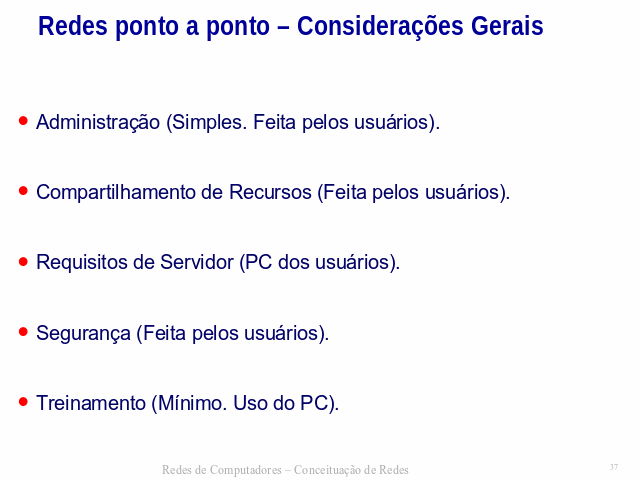 Redes ponto a ponto – Considerações Gerais
• Administração (Simples. Feita pelos usuários).
• Compartilhamento de Recursos (Feita pelos usuários).
• Requisitos de Servidor (PC dos usuários).
• Segurança (Feita pelos usuários).
• Treinamento (Mínimo. Uso do PC).
Redes de Computadores – Conceituação de Redes
37